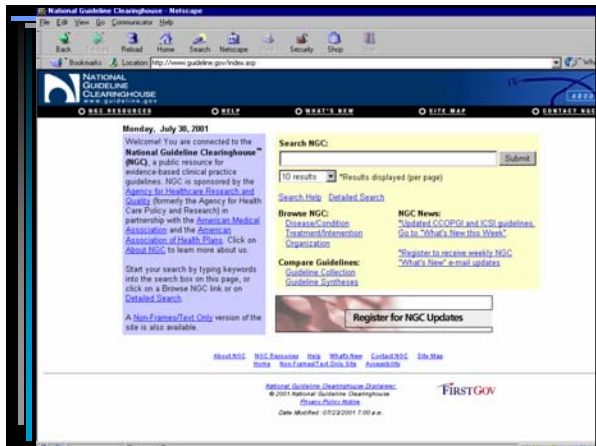 National Guideline Clearinghouse - Netscape
File Edit View Go Communicator Help
Back Forward Reload Home Search Netscape Print Security Shop Stop
Bookmarks Location: http://www.guideline.gov/index.asp
NATIONAL
GUIDELINE
CLEARINGHOUSE
www.guideline.gov
NGC RESOURCES HELP WHAT'S NEW SITE MAP CONTACT NGC
Monday, July 30, 2001
Welcome! You are connected to the
National Guideline Clearinghouse™
(NGC), a public resource for
evidence-based clinical practice
guidelines. NGC is sponsored by the
Agency for Healthcare Research and
Quality (formerly the Agency for Health
Care Policy and Research) in
partnership with the American Medical
Association and the American
Association of Health Plans. Click on
About NGC to learn more about us.
Start your search by typing keywords
into the search box on this page, or
click on a Browse NGC link or on
Detailed Search.
A Non-Frames/Text Only version of the
site is also available.
Search NGC:
Submit
10 results *Results displayed (per page)
Search Help Detailed Search
Browse NGC:
Disease/Condition
Treatment/Intervention
Organization
Compare Guidelines:
Guideline Collection
Guideline Syntheses
NGC News:
*Updated CCOPGI and ICSI guidelines.
Go to "What's New this Week".
*Register to receive weekly NGC
"What's New" e-mail updates
Register for NGC Updates
About NGC NGC Resources Help What's New Contact NGC Site Map
Home Non-Frames/Text Only Site Accessibility
National Guideline Clearinghouse Disclaimer
© 2001 National Guideline Clearinghouse
Privacy Policy Notice
Date Modified: 07/23/2001 7:00 a.m.
FIRSTGOV